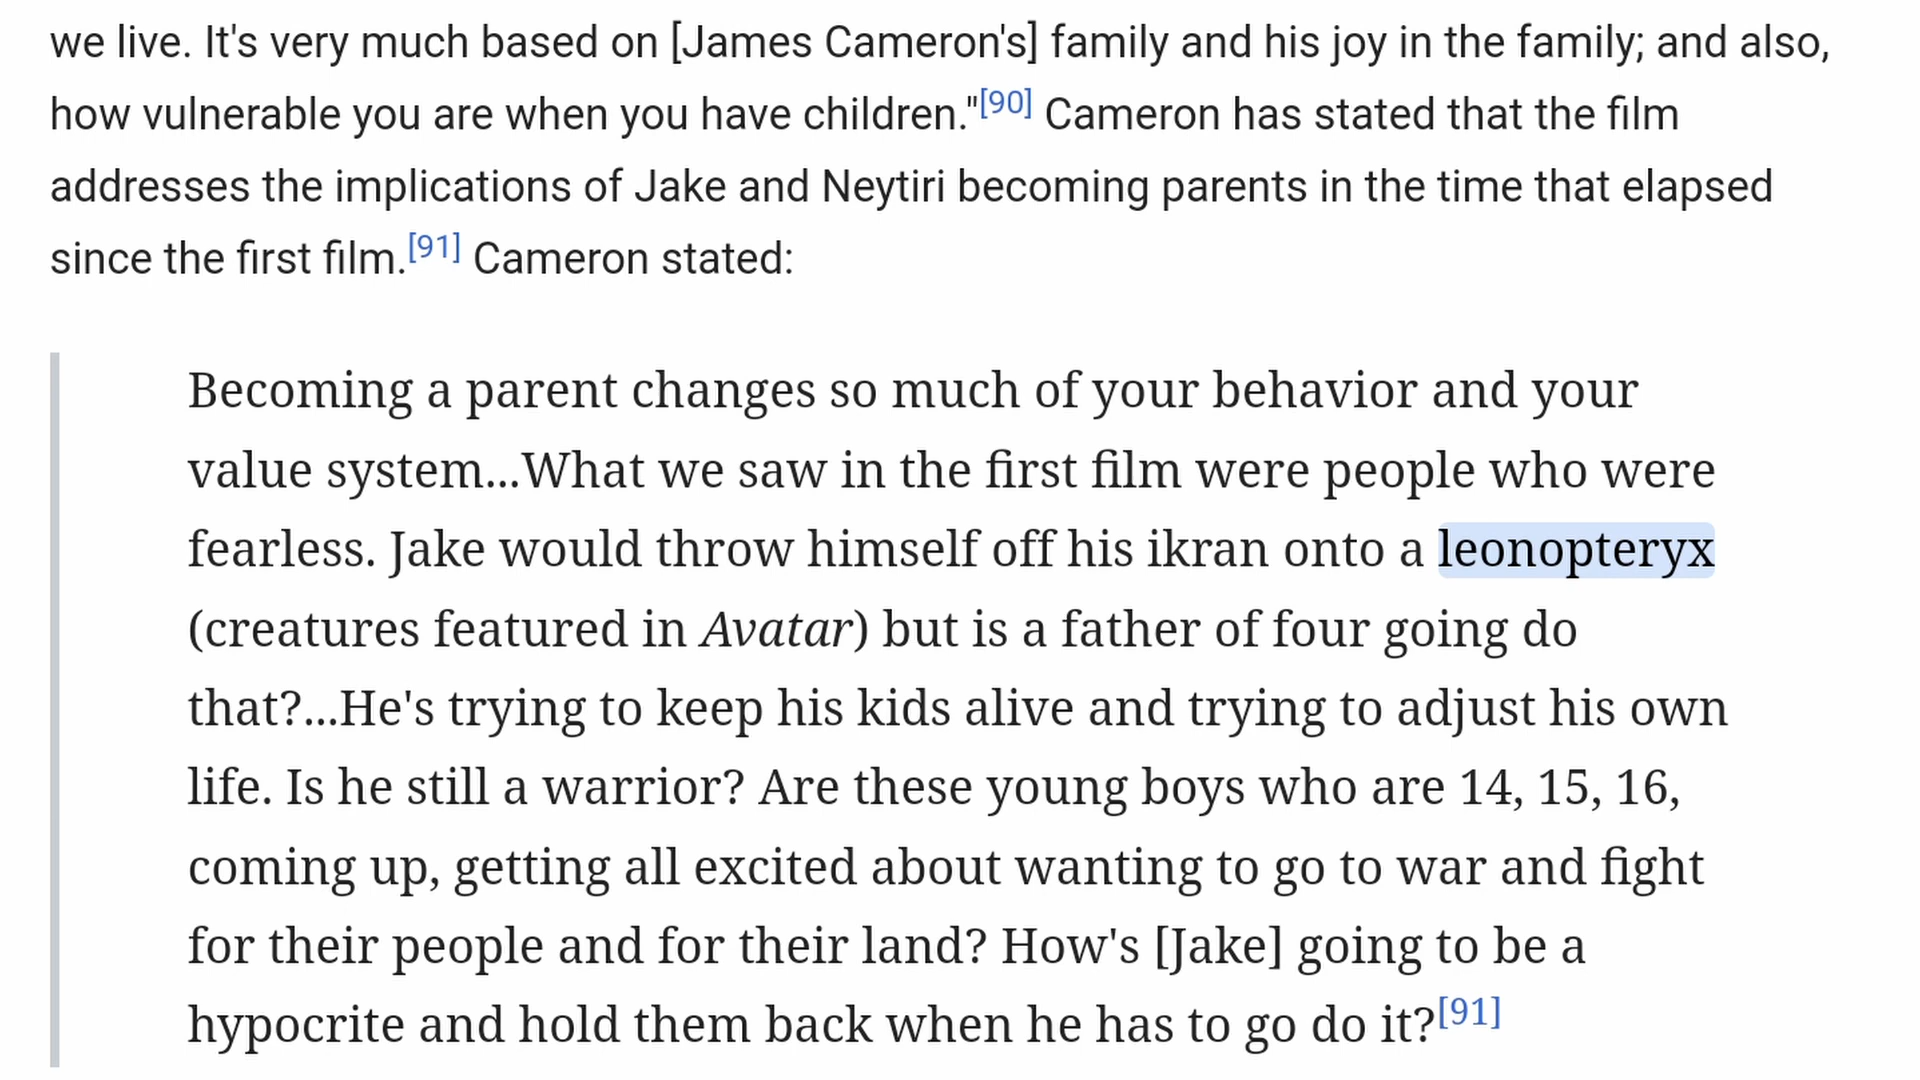 we live. It's very much based on [James Cameron's] family and his joy in the family; and also,
how vulnerable you are when you have children."[90] Cameron has stated that the film
addresses the implications of Jake and Neytiri becoming parents in the time that elapsed
since the first film.[91] Cameron stated:
Becoming a parent changes so much of your behavior and your
value system...What we saw in the first film were people who were
fearless. Jake would throw himself off his ikran onto a leonopteryx
(creatures featured in Avatar) but is a father of four going do
that?...He's trying to keep his kids alive and trying to adjust his own
life. Is he still a warrior? Are these young boys who are 14, 15, 16,
coming up, getting all excited about wanting to go to war and fight
for their people and for their land? How's [Jake] going to be a
hypocrite and hold them back when he has to go do it?[91]